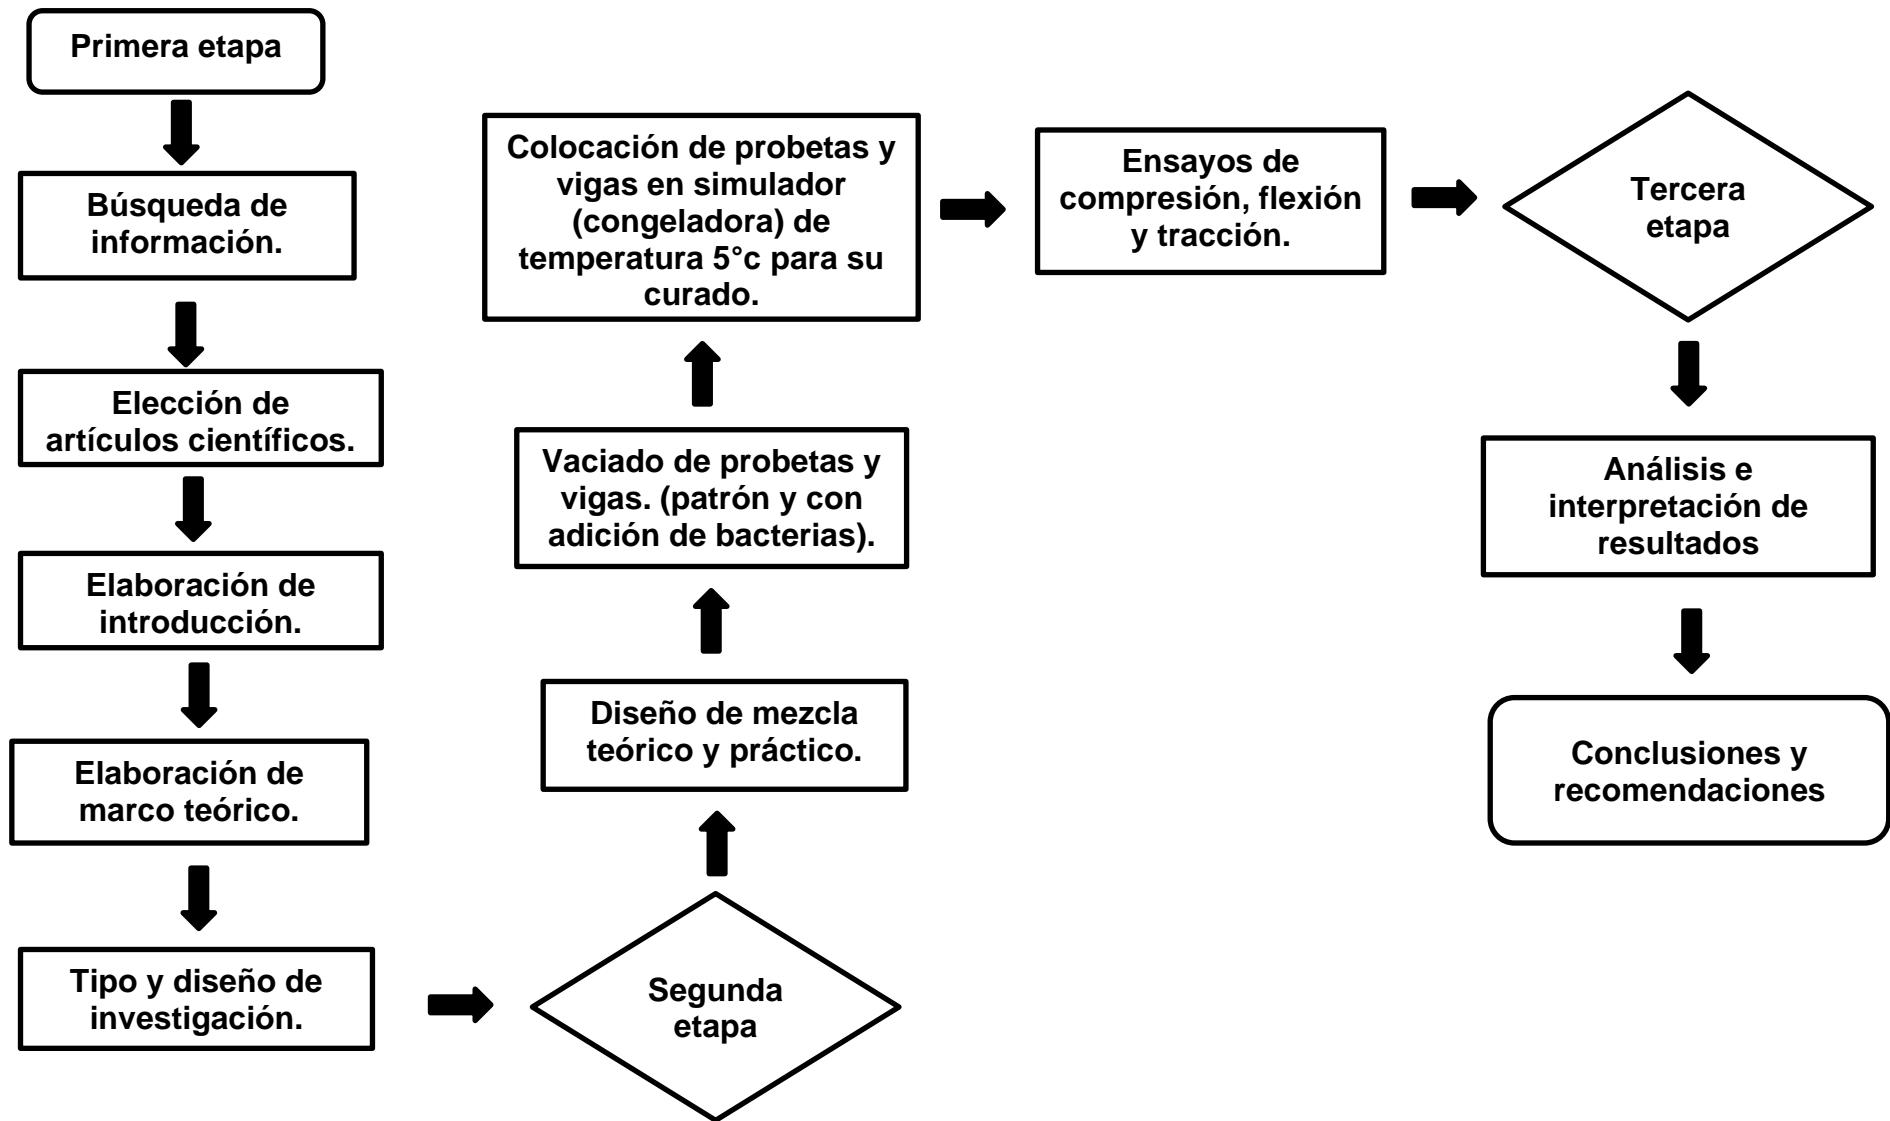 Primera etapa
Búsqueda de
información.
Elección de
artículos científicos.
Elaboración de
introducción.
Elaboración de
marco teórico.
Tipo y diseño de
investigación.
Segunda
etapa
Diseño de mezcla
teórico y práctico.
Vaciado de probetas y
vigas. (patrón y con
adición de bacterias).
Colocación de probetas y
vigas en simulador
(congeladora) de
temperatura 5°c para su
curado.
Ensayos de
compresión, flexión
y tracción.
Tercera
etapa
Análisis e
interpretación de
resultados
Conclusiones y
recomendaciones